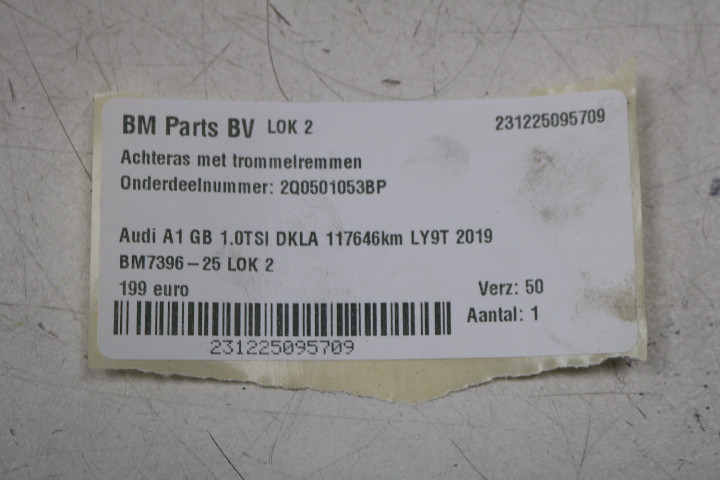 BM Parts BV LOK 2 231225095709
Achteras met trommelremmen
Onderdeelnummer: 2Q0501053BP
Audi A1 GB 1.0TSI DKLA 117646km LY9T 2019
BM7396-25 LOK 2
199 euro Verz: 50
Aantal: 1
231225095709